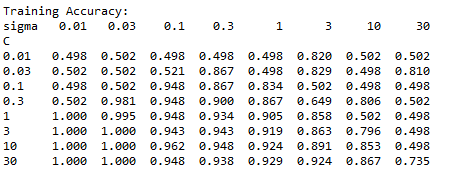 Training Accuracy:
sigma 0.01 0.03 0.1 0.3 1 3 10 30
C
0.01 0.498 0.502 0.498 0.498 0.498 0.820 0.502 0.502
0.03 0.502 0.502 0.521 0.867 0.498 0.829 0.498 0.810
0.1 0.498 0.502 0.948 0.867 0.834 0.502 0.498 0.498
0.3 0.502 0.981 0.948 0.900 0.867 0.649 0.806 0.502
1 1.000 0.995 0.948 0.934 0.905 0.858 0.502 0.498
3 1.000 1.000 0.943 0.943 0.919 0.863 0.796 0.498
10 1.000 1.000 0.962 0.948 0.924 0.891 0.853 0.498
30 1.000 1.000 0.948 0.938 0.929 0.924 0.867 0.735